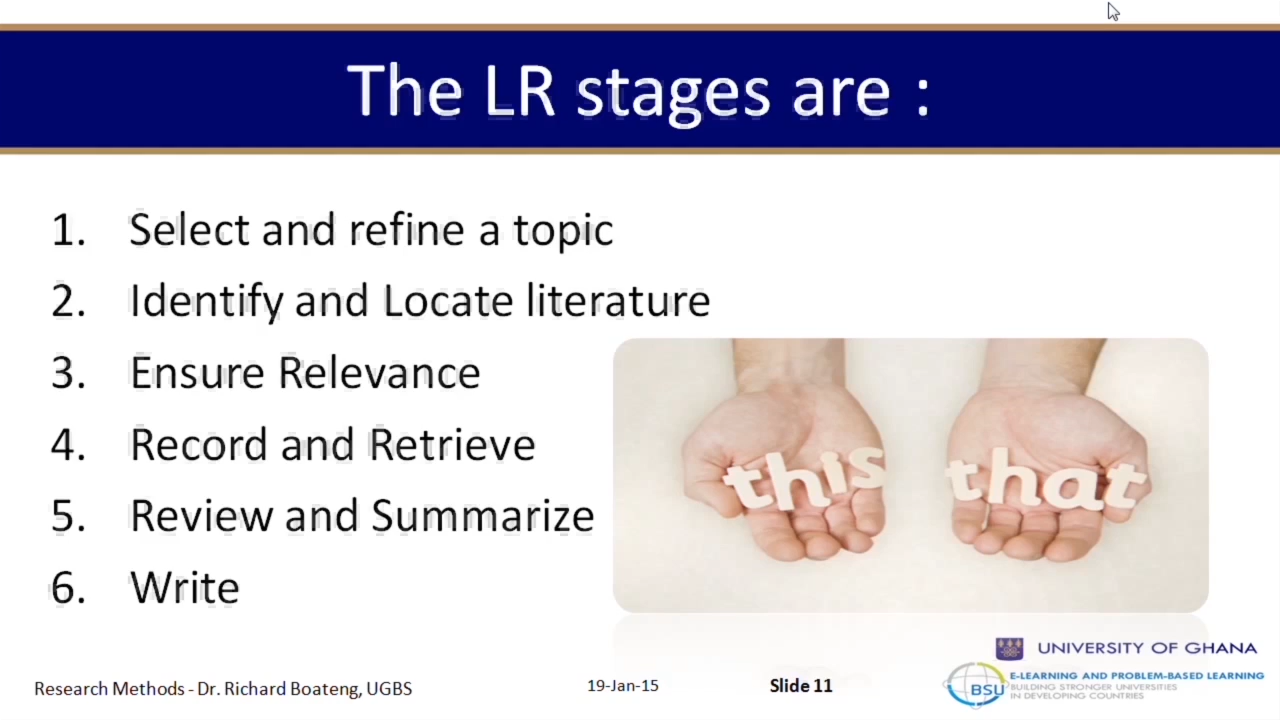 The LR stages are :
1. Select and refine a topic
2. Identify and Locate literature
3. Ensure Relevance
4. Record and Retrieve
5. Review and Summarize
6. Write
this that
UNIVERSITY OF GHANA
BSU
E-LEARNING AND PROBLEM-BASED LEARNING
BUILDING STRONGER UNIVERSITIES
IN DEVELOPING COUNTRIES
Research Methods - Dr. Richard Boateng, UGBS
19-Jan-15
Slide 11